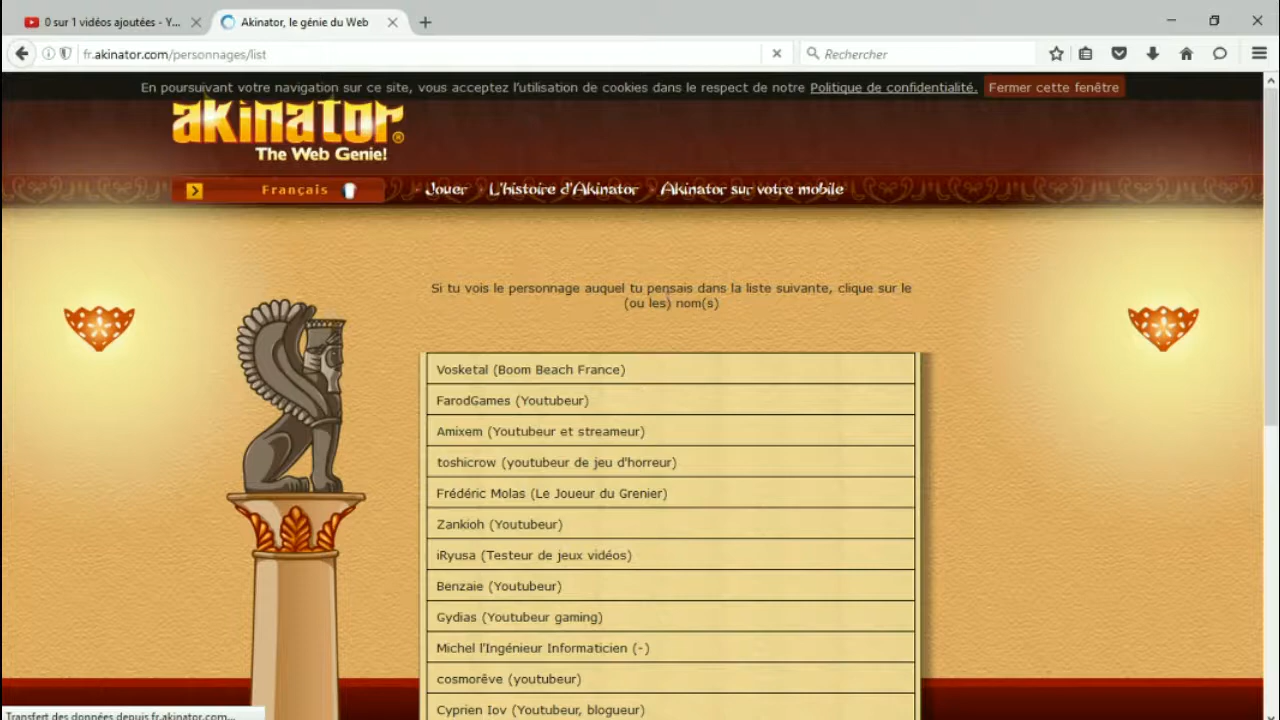 0 sur 1 vidéos ajoutées - Y...
Akinator, le génie du Web
fr.akinator.com/personnages/list
Rechercher
En poursuivant votre navigation sur ce site, vous acceptez l'utilisation de cookies dans le respect de notre Politique de confidentialité. Fermer cette fenêtre
akinator®
The Web Genie!
Français
Jouer
L'histoire d'Akinator
Akinator sur votre mobile
Si tu vois le personnage auquel tu pensais dans la liste suivante, clique sur le
(ou les) nom(s)
Vosketal (Boom Beach France)
FarodGames (Youtubeur)
Amixem (Youtubeur et streameur)
toshicrow (youtubeur de jeu d'horreur)
Frédéric Molas (Le Joueur du Grenier)
Zankioh (Youtubeur)
iRyusa (Testeur de jeux vidéos)
Benzaie (Youtubeur)
Gydias (Youtubeur gaming)
Michel l'Ingénieur Informaticien (-)
cosmorêve (youtubeur)
Cyprien Iov (Youtubeur, blogueur)
Transfert des données depuis fr.akinator.com...